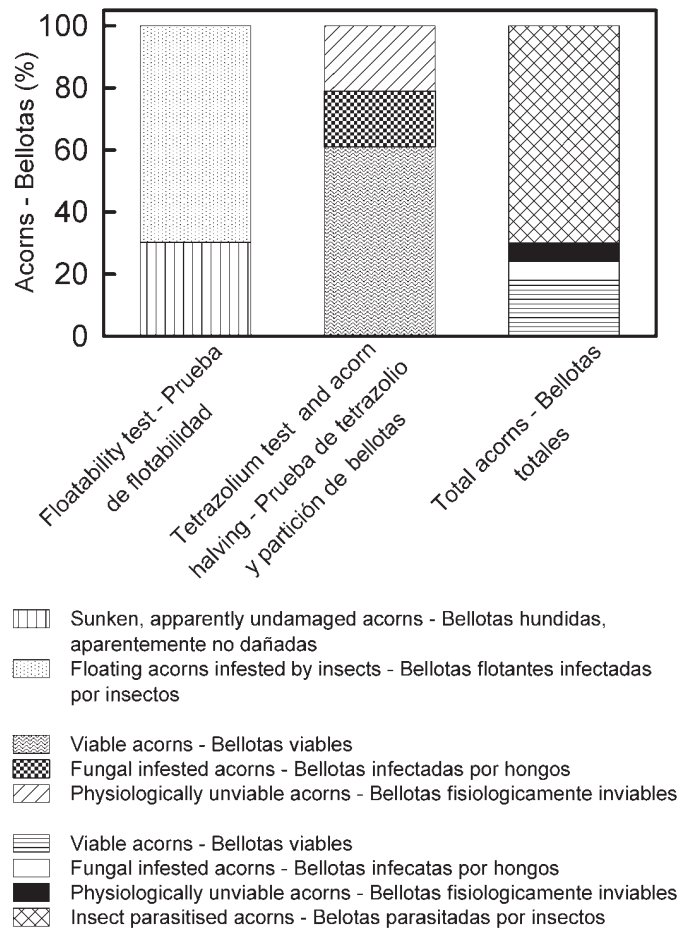 100
80
60
40
20
0
Acorns - Bellotas (%)
Floatability test - Prueba
de flotabilidad
Tetrazolium test and acorn
halving - Prueba de tetrazolio
y partición de bellotas
Total acorns - Bellotas
totales
Sunken, apparently undamaged acorns - Bellotas hundidas,
aparentemente no dañadas
Floating acorns infested by insects - Bellotas flotantes infectadas
por insectos
Viable acorns - Bellotas viables
Fungal infested acorns - Bellotas infectadas por hongos
Physiologically unviable acorns - Bellotas fisiologicamente inviables
Viable acorns - Bellotas viables
Fungal infested acorns - Bellotas infecatas por hongos
Physiologically unviable acorns - Bellotas fisiologicamente inviables
Insect parasitised acorns - Belotas parasitadas por insectos